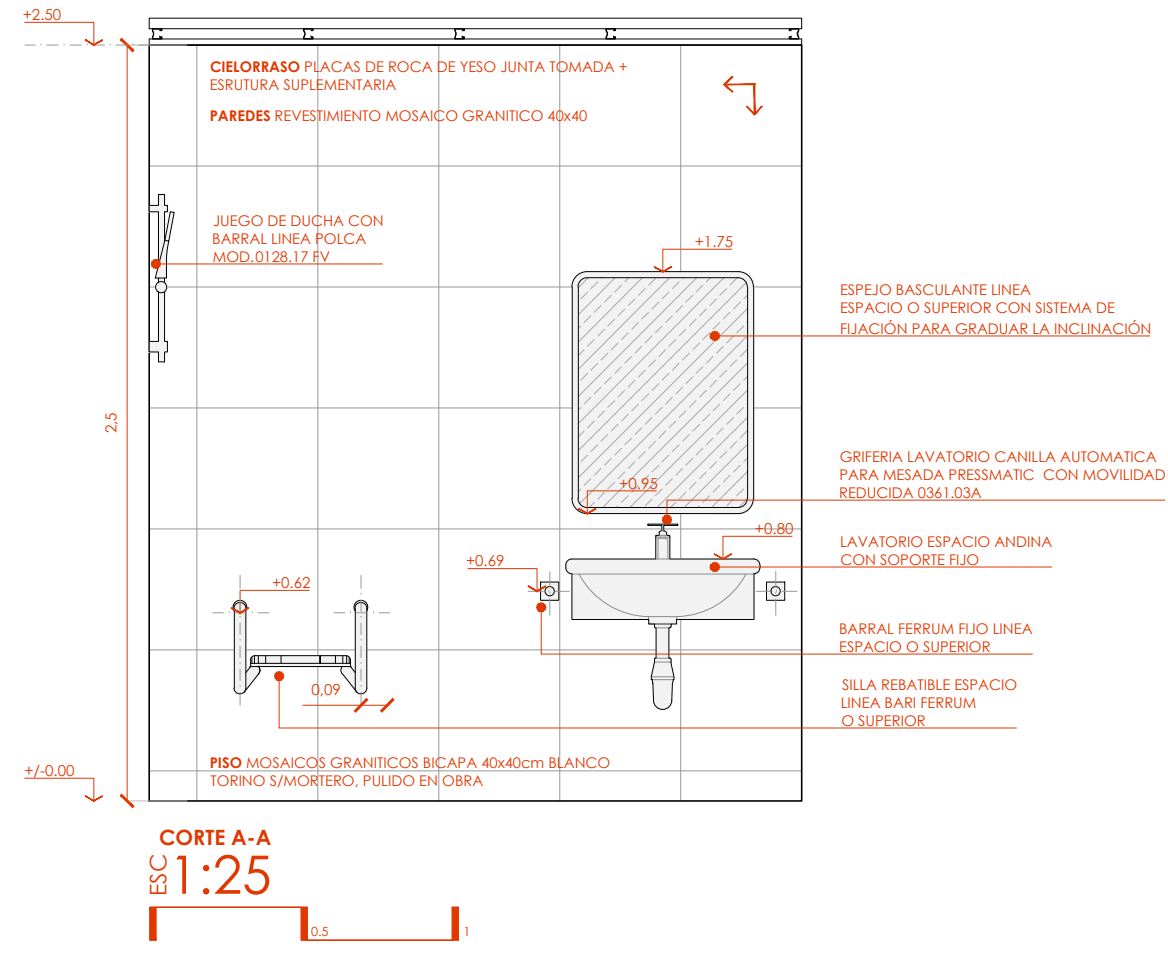 +2.50
CIELORRASO PLACAS DE ROCA DE YESO JUNTA TOMADA +
ESRUTURA SUPLEMENTARIA
PAREDES REVESTIMIENTO MOSAICO GRANITICO 40x40
JUEGO DE DUCHA CON
BARRAL LINEA POLCA
MOD.0128.17 FV
+1.75
ESPEJO BASCULANTE LINEA
ESPACIO O SUPERIOR CON SISTEMA DE
FIJACIÓN PARA GRADUAR LA INCLINACIÓN
2,5
GRIFERIA LAVATORIO CANILLA AUTOMATICA
PARA MESADA PRESSMATIC CON MOVILIDAD
REDUCIDA 0361.03A
+0.95
+0.80
LAVATORIO ESPACIO ANDINA
CON SOPORTE FIJO
+0.69
+0.62
BARRAL FERRUM FIJO LINEA
ESPACIO O SUPERIOR
0,09
SILLA REBATIBLE ESPACIO
LINEA BARI FERRUM
O SUPERIOR
+/-0.00
PISO MOSAICOS GRANITICOS BICAPA 40x40cm BLANCO
TORINO S/MORTERO, PULIDO EN OBRA
CORTE A-A
ESC 1:25
0.5
1